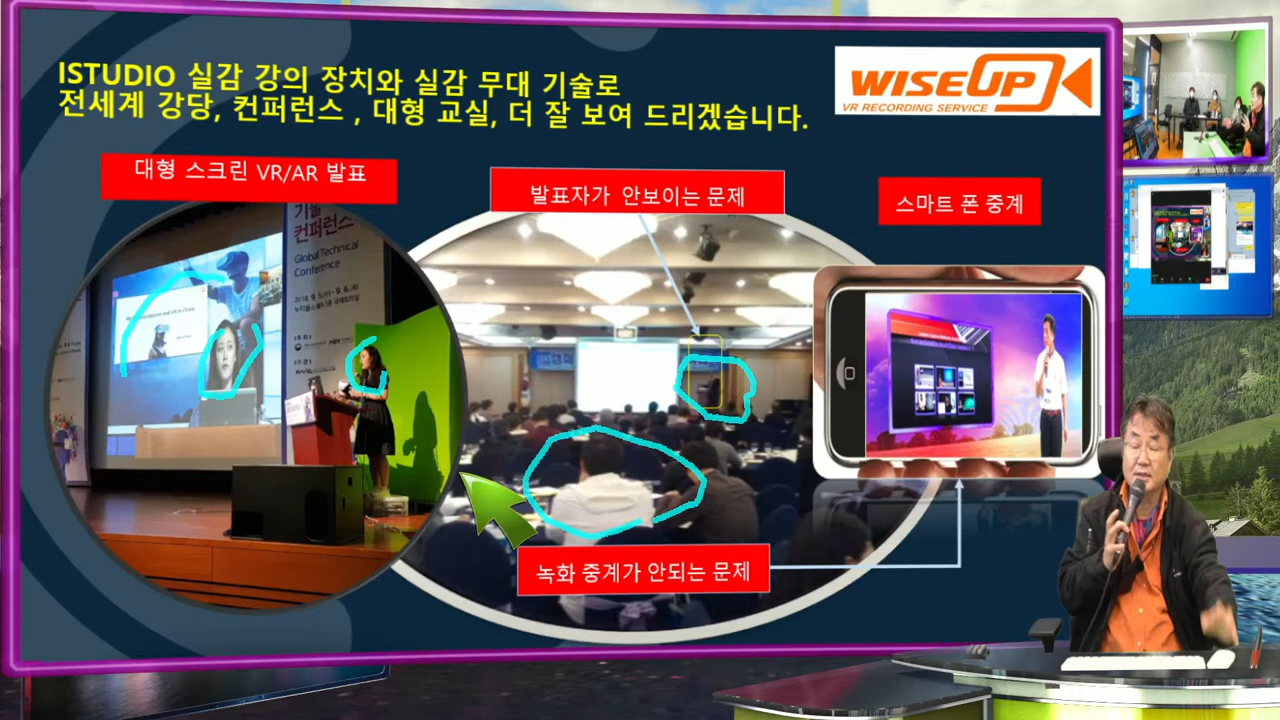 ISTUDIO 실감 강의 장치와 실감 무대 기술로
전세계 강당, 컨퍼런스 , 대형 교실, 더 잘 보여 드리겠습니다.
WISEUP
VR RECORDING SERVICE
대형 스크린 VR/AR 발표
발표자가 안보이는 문제
스마트 폰 중계
기술
컨퍼런스
Global Technical
Conference
녹화 중계가 안되는 문제